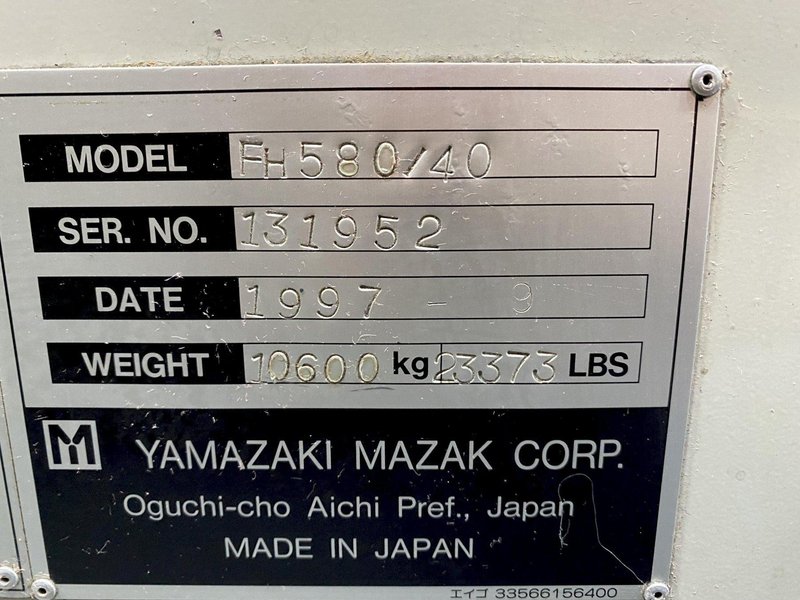 MODEL FH580/40
SER. NO. 131952
DATE 1997 - 9
WEIGHT 10600 kg 23373 LBS
YAMAZAKI MAZAK CORP.
Oguchi-cho Aichi Pref., Japan
MADE IN JAPAN
エイゴ 33566156400